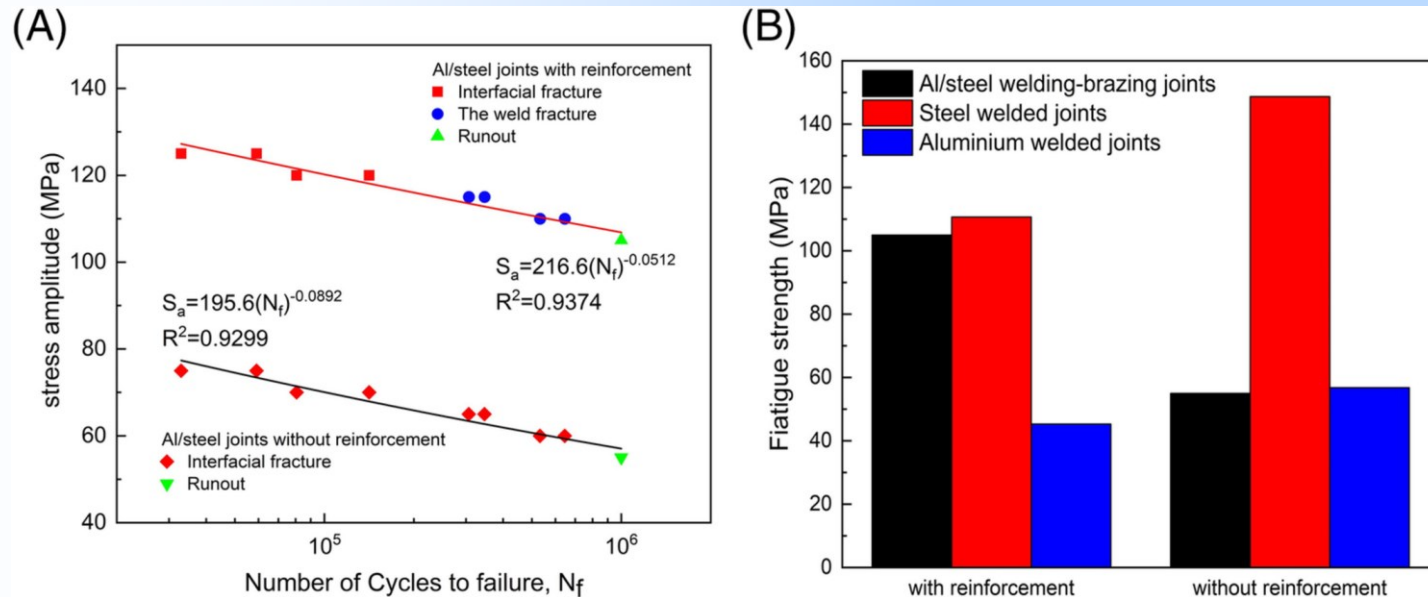 (A)
140
120
100
80
60
40
stress amplitude (MPa)
Al/steel joints with reinforcement
Interfacial fracture
The weld fracture
Runout
Sa=216.6(Nf)-0.0512
R2=0.9374
Sa=195.6(Nf)-0.0892
R2=0.9299
Al/steel joints without reinforcement
Interfacial fracture
Runout
105
106
Number of Cycles to failure, Nf
(B)
160
140
120
100
80
60
40
20
0
Fiatigue strength (MPa)
Al/steel welding-brazing joints
Steel welded joints
Aluminium welded joints
with reinforcement
without reinforcement